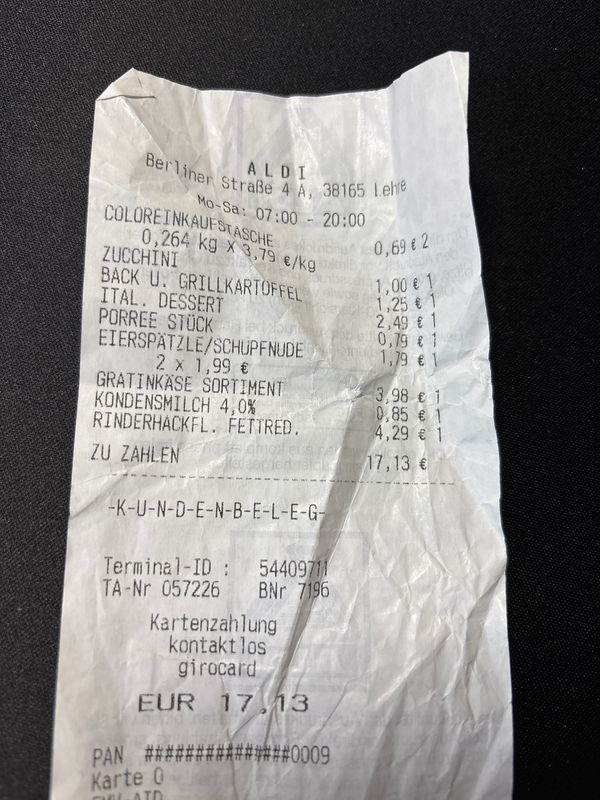 ALDI
Berliner Straße 4 A, 38165 Lehre
Mo-Sa: 07:00 - 20:00
COLOREINKAUFSTASCHE 0,69 € 2
0,264 kg x 3,79 €/kg
ZUCCHINI 1,00 € 1
BACK U. GRILLKARTOFFEL 1,25 € 1
ITAL. DESSERT 2,49 € 1
PORREE STÜCK 0,79 € 1
EIERSPÄTZLE/SCHUPFNUDE 1,79 € 1
2 x 1,99 €
GRATINKÄSE SORTIMENT 3,98 € 1
KONDENSMILCH 4,0% 0,85 € 1
RINDERHACKFL. FETTRED. 4,29 € 1
ZU ZAHLEN 17,13 €
-K-U-N-D-E-N-B-E-L-E-G-
Terminal-ID : 54409711
TA-Nr 057226 BNr 7196
Kartenzahlung
kontaktlos
girocard
EUR 17,13
PAN ##############0009
Karte 0